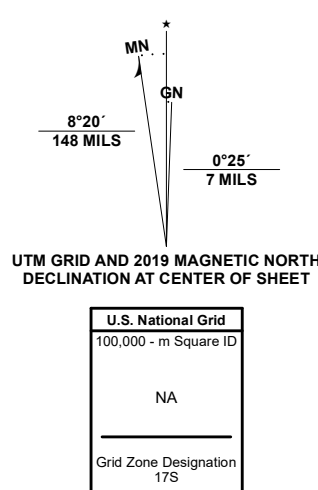 ★
MN
GN
8°20´
148 MILS
0°25´
7 MILS
UTM GRID AND 2019 MAGNETIC NORTH
DECLINATION AT CENTER OF SHEET
U.S. National Grid
100,000 - m Square ID
NA
Grid Zone Designation
17S